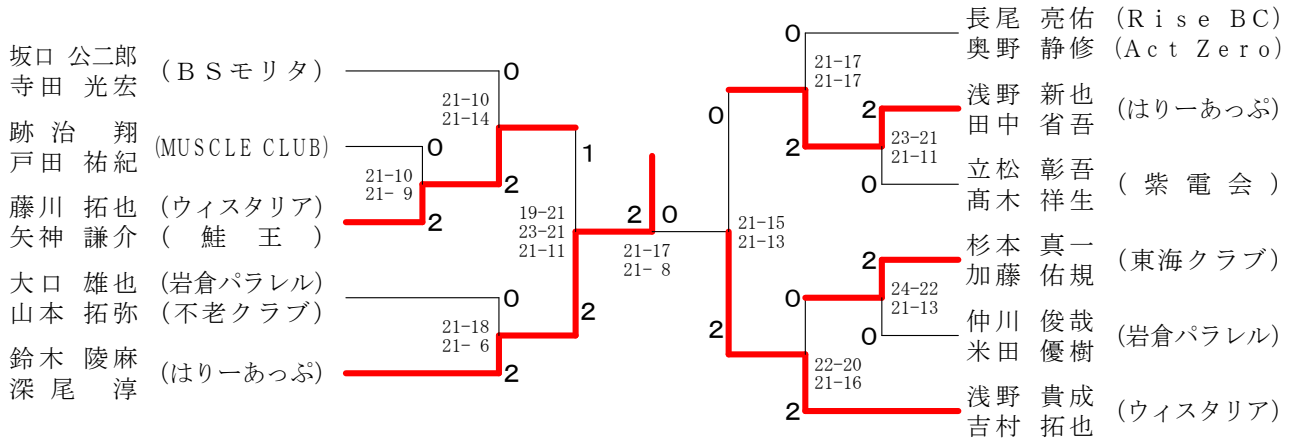 坂口 公二郎
寺田 光宏
(ＢＳモリタ)
0
21-10
21-14
跡治 翔
戸田 祐紀
(MUSCLE CLUB)
0
21-10
21- 9
2
藤川 拓也 (ウィスタリア)
矢神 謙介 (鮭王)
2
1
19-21
23-21
21-11
2
大口 雄也 (岩倉パラレル)
山本 拓弥 (不老クラブ)
0
21-18
21- 6
鈴木 陵麻
深尾 淳
(はりーあっぷ)
2
2 0
21-17
21- 8
長尾 亮佑 (Rise BC)
奥野 静修 (Act Zero)
0
21-17
21-17
0
浅野 新也
田中 省吾
(はりーあっぷ)
2
23-21
21-11
2
立松 彰吾
髙木 祥生
(紫電会)
0
21-15
21-13
杉本 真一
加藤 佑規
(東海クラブ)
2
24-22
21-13
0
仲川 俊哉
米田 優樹
(岩倉パラレル)
0
2
22-20
21-16
浅野 貴成
吉村 拓也
(ウィスタリア)
2